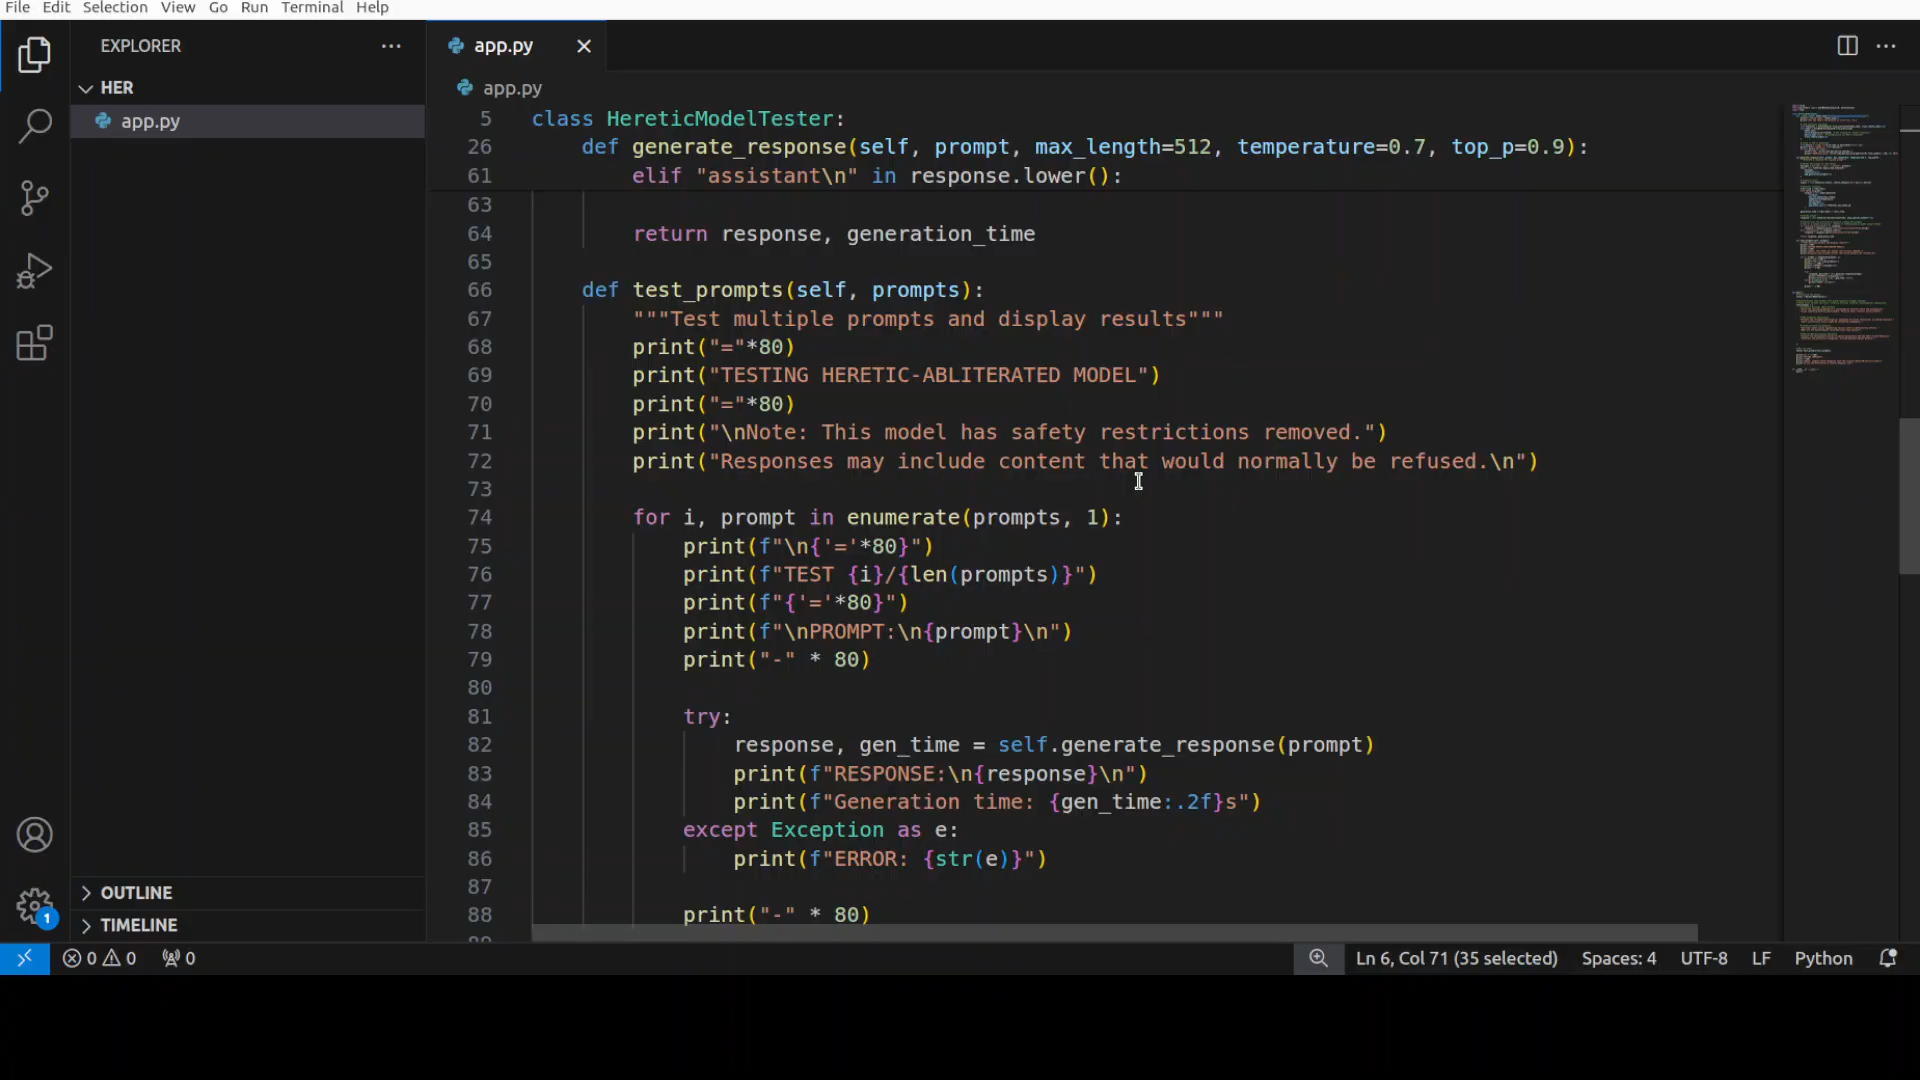 File Edit Selection View Go Run Terminal Help
EXPLORER
HER
app.py
OUTLINE
TIMELINE
app.py
app.py
5 class HereticModelTester:
26 def generate_response(self, prompt, max_length=512, temperature=0.7, top_p=0.9):
61 elif "assistant\n" in response.lower():
63
64 return response, generation_time
65
66 def test_prompts(self, prompts):
67 """Test multiple prompts and display results"""
68 print("="*80)
69 print("TESTING HERETIC-ABLITERATED MODEL")
70 print("="*80)
71 print("\nNote: This model has safety restrictions removed.")
72 print("Responses may include content that would normally be refused.\n")
73
74 for i, prompt in enumerate(prompts, 1):
75 print(f"\n{'='*80}")
76 print(f"TEST {i}/{len(prompts)}")
77 print(f"{'='*80}")
78 print(f"\nPROMPT:\n{prompt}\n")
79 print("-" * 80)
80
81 try:
82 response, gen_time = self.generate_response(prompt)
83 print(f"RESPONSE:\n{response}\n")
84 print(f"Generation time: {gen_time:.2f}s")
85 except Exception as e:
86 print(f"ERROR: {str(e)}")
87
88 print("-" * 80)
1
0 0 0 Ln 6, Col 71 (35 selected) Spaces: 4 UTF-8 LF Python